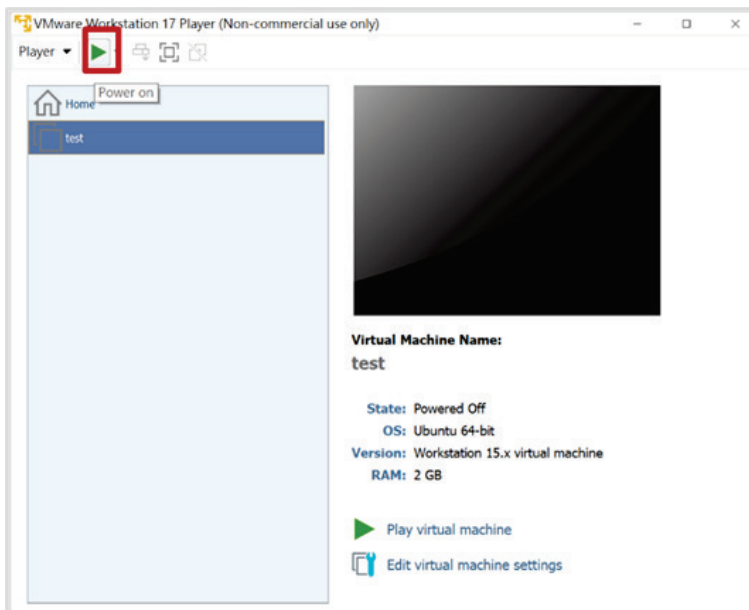 VMware Workstation 17 Player (Non-commercial use only)
Player
Power on
Home
test
Virtual Machine Name:
test
State: Powered Off
OS: Ubuntu 64-bit
Version: Workstation 15.x virtual machine
RAM: 2 GB
Play virtual machine
Edit virtual machine settings